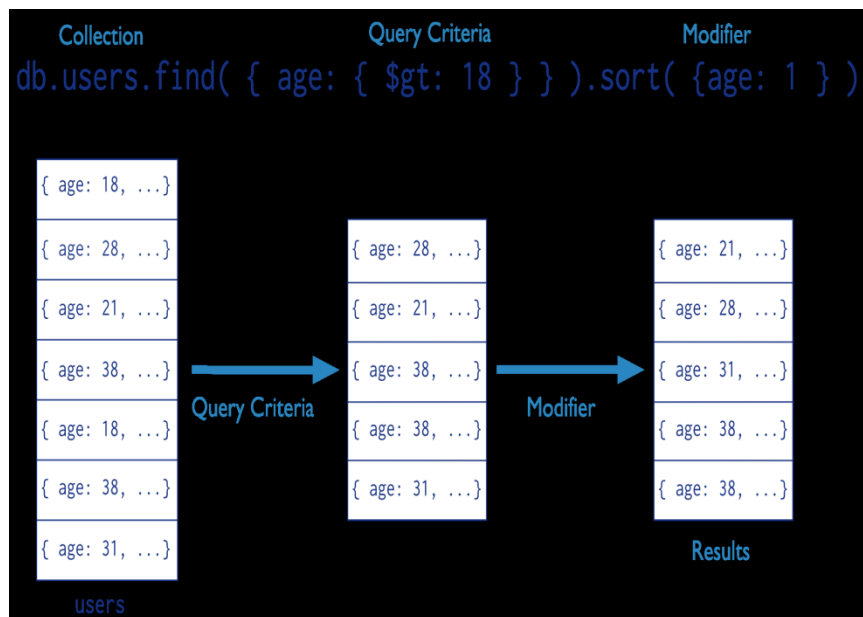 Collection Query Criteria Modifier
db.users.find( { age: { $gt: 18 } } ).sort( {age: 1 } )
{ age: 18, ...}
{ age: 28, ...}
{ age: 21, ...}
{ age: 38, ...}
{ age: 18, ...}
{ age: 38, ...}
{ age: 31, ...}
users
Query Criteria
{ age: 28, ...}
{ age: 21, ...}
{ age: 38, ...}
{ age: 38, ...}
{ age: 31, ...}
Modifier
{ age: 21, ...}
{ age: 28, ...}
{ age: 31, ...}
{ age: 38, ...}
{ age: 38, ...}
Results